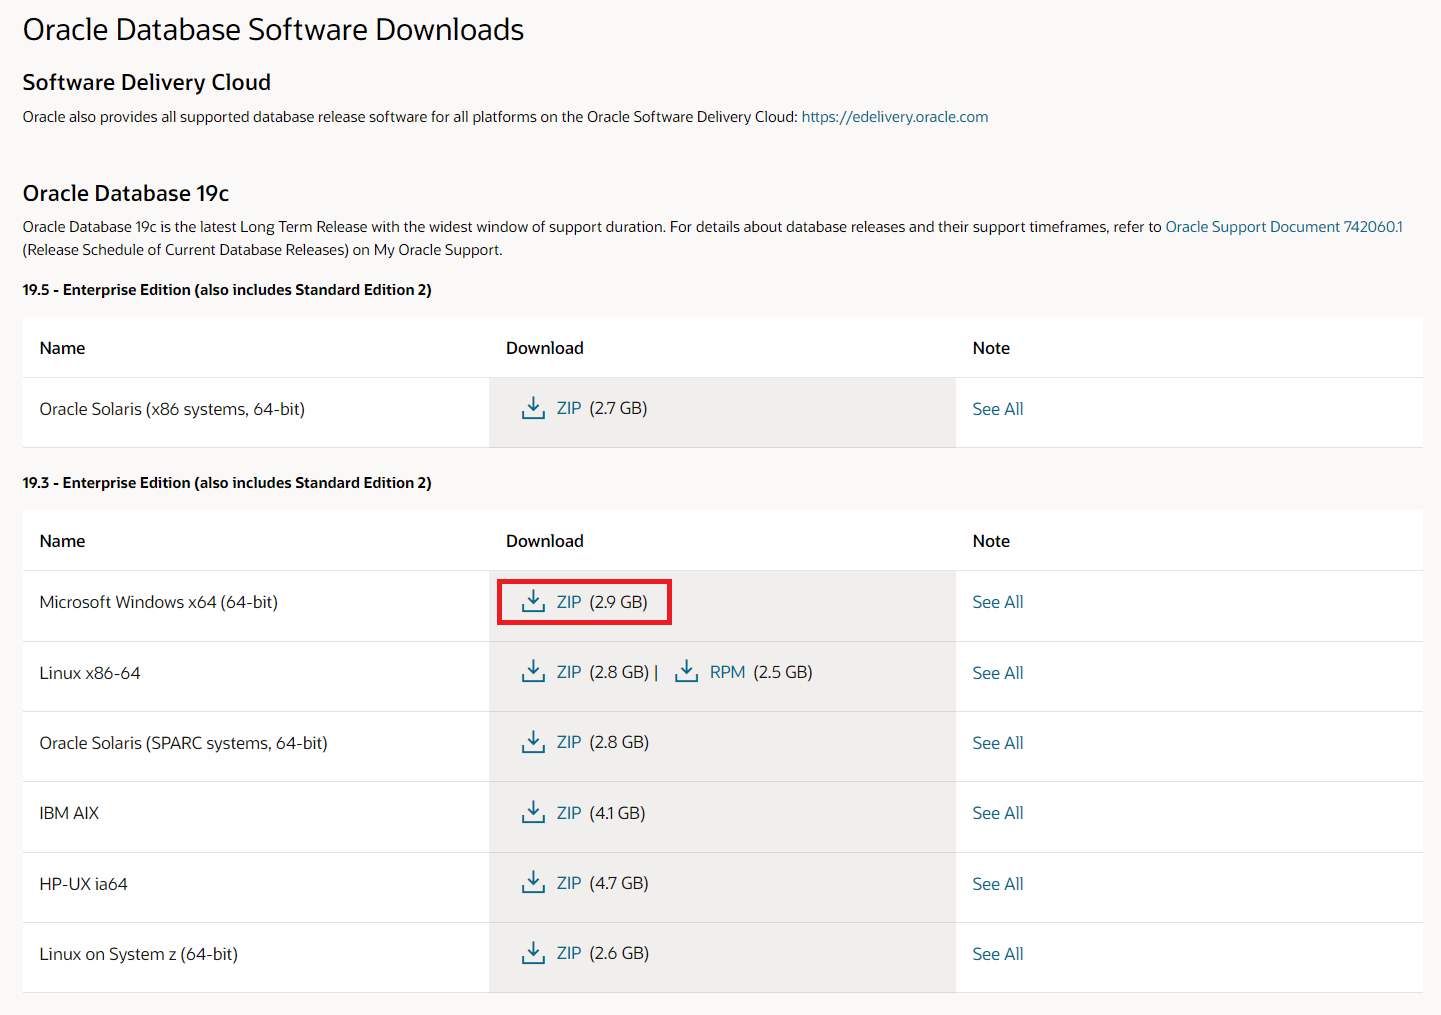 Oracle Database Software Downloads
Software Delivery Cloud
Oracle also provides all supported database release software for all platforms on the Oracle Software Delivery Cloud: https://edelivery.oracle.com
Oracle Database 19c
Oracle Database 19c is the latest Long Term Release with the widest window of support duration. For details about database releases and their support timeframes, refer to Oracle Support Document 742060.1
(Release Schedule of Current Database Releases) on My Oracle Support.
19.5 - Enterprise Edition (also includes Standard Edition 2)
Name Download Note
Oracle Solaris (x86 systems, 64-bit) ZIP (2.7 GB) See All
19.3 - Enterprise Edition (also includes Standard Edition 2)
Name Download Note
Microsoft Windows x64 (64-bit) ZIP (2.9 GB) See All
Linux x86-64 ZIP (2.8 GB) | RPM (2.5 GB) See All
Oracle Solaris (SPARC systems, 64-bit) ZIP (2.8 GB) See All
IBM AIX ZIP (4.1 GB) See All
HP-UX ia64 ZIP (4.7 GB) See All
Linux on System z (64-bit) ZIP (2.6 GB) See All